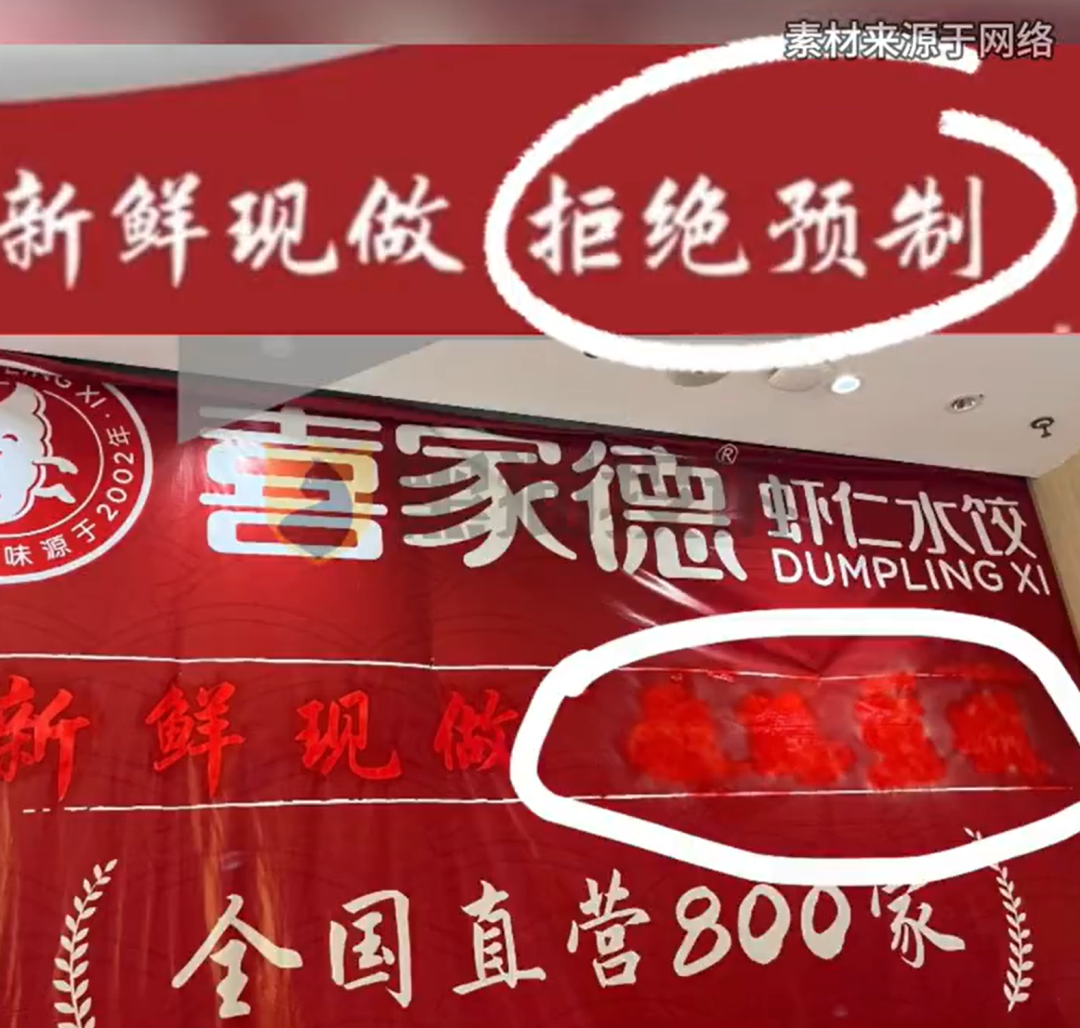 素材来源于网络
新鲜现做 拒绝预制
喜家德® 虾仁水饺
DUMPLING XI
味源于2002年·
新鲜现做
全国直营800家